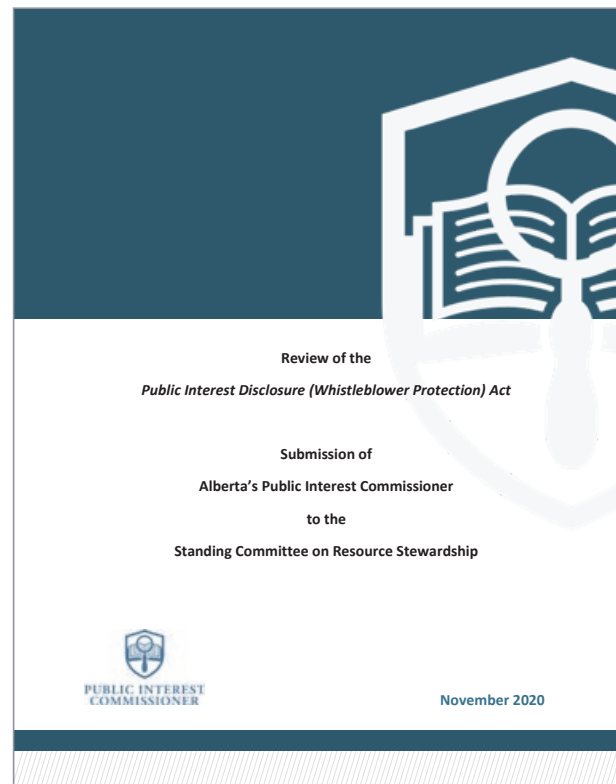 Review of the
Public Interest Disclosure (Whistleblower Protection) Act
Submission of
Alberta’s Public Interest Commissioner
to the
Standing Committee on Resource Stewardship
PUBLIC INTEREST
COMMISSIONER
November 2020